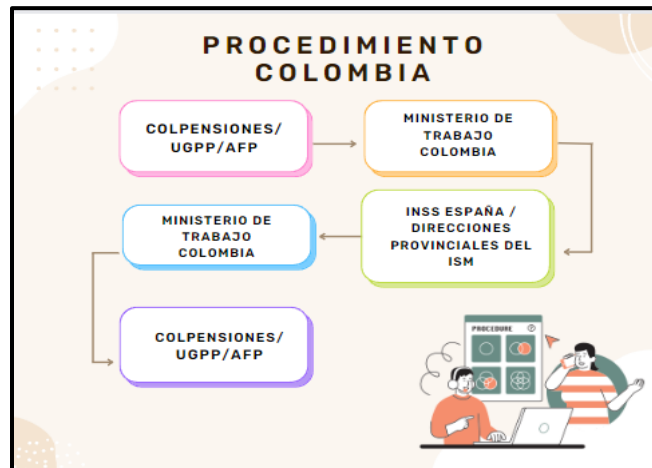 PROCEDIMIENTO
COLOMBIA
COLPENSIONES/
UGPP/AFP
MINISTERIO DE
TRABAJO
COLOMBIA
INSS ESPAÑA /
DIRECCIONES
PROVINCIALES DEL
ISM
MINISTERIO DE
TRABAJO
COLOMBIA
COLPENSIONES/
UGPP/AFP
PROCEDURE